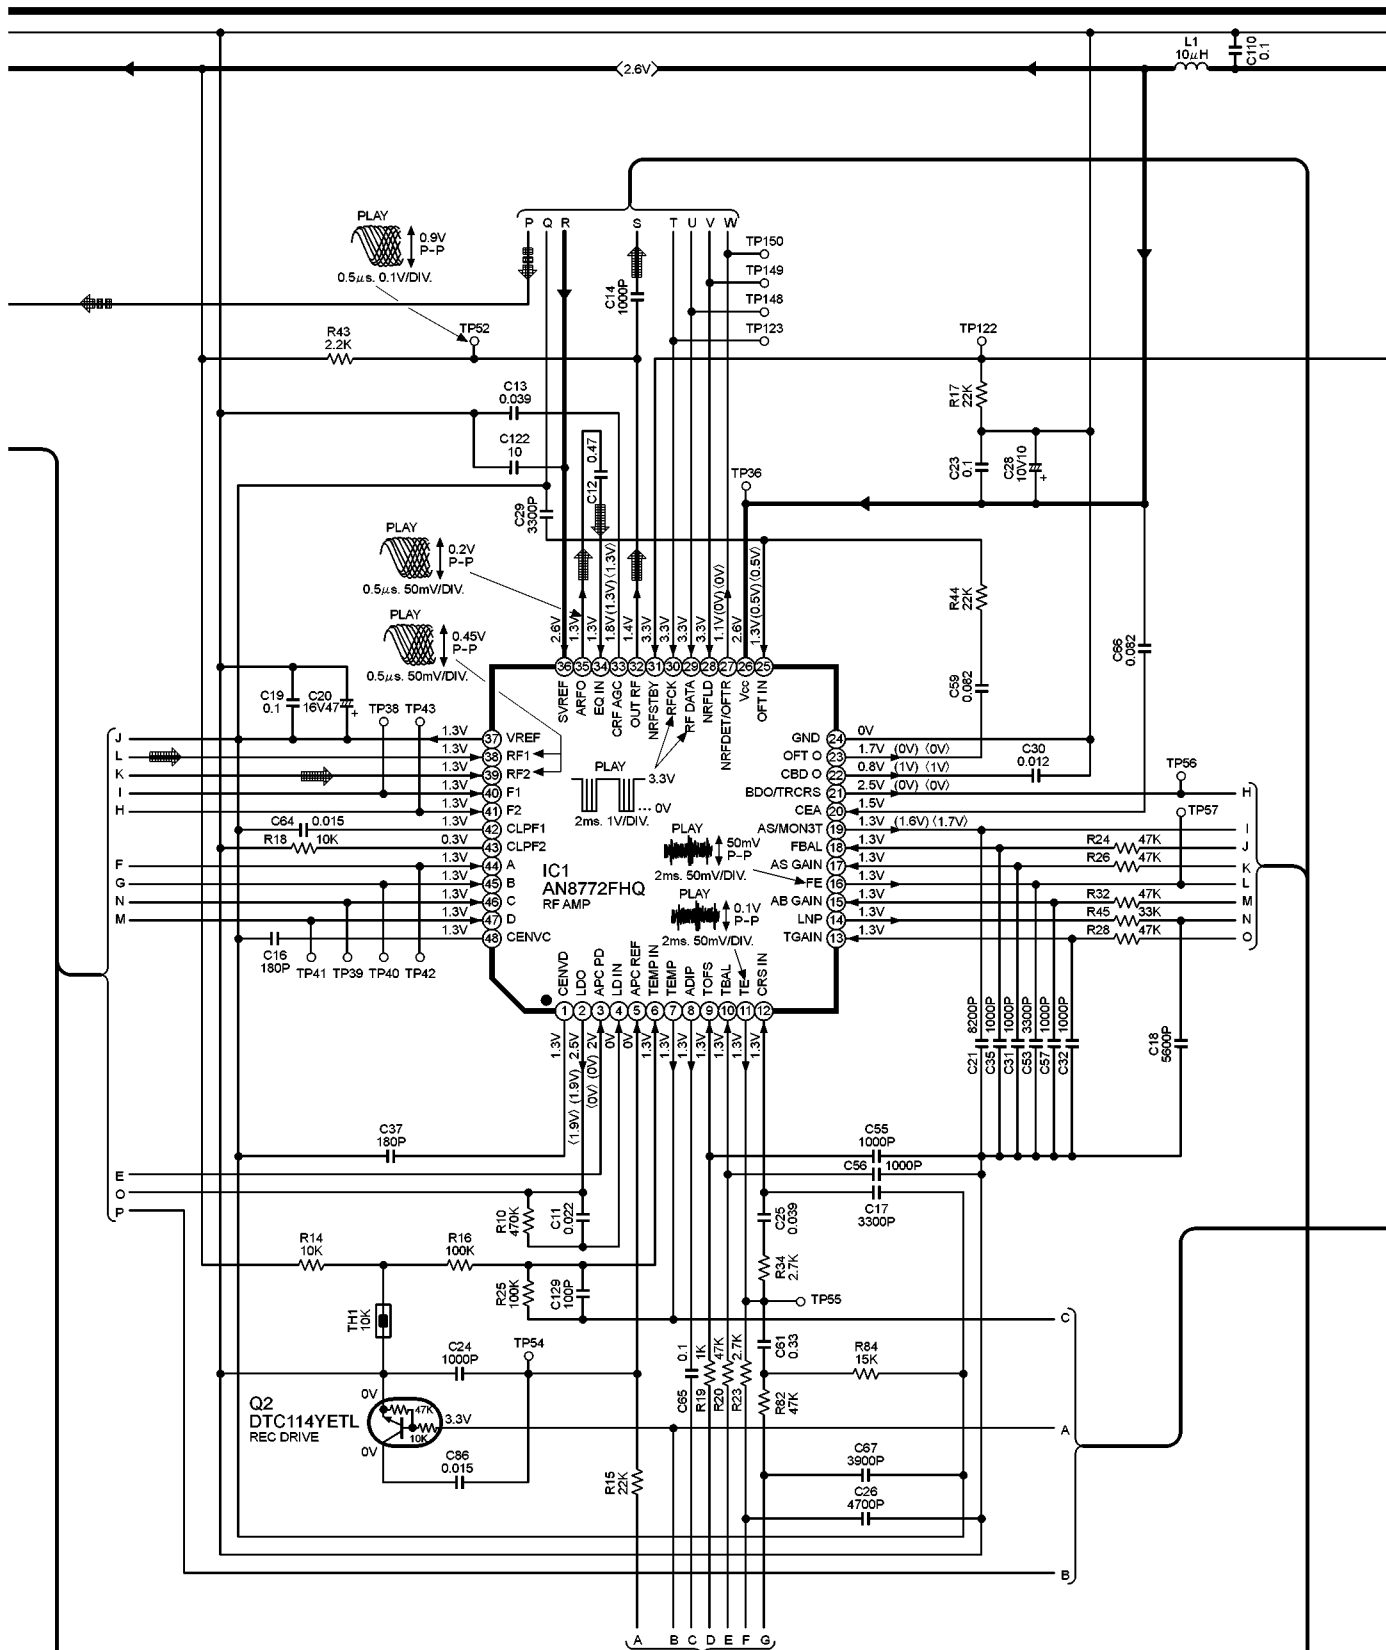 L1
10μH
C110
0.1
2.6V
P Q R S T U V W
PLAY
0.9V
P-P
0.5μs. 0.1V/DIV.
TP150
TP149
TP148
TP123
C14
1000P
R43
2.2K
TP52
TP122
R17
22K
C13
0.039
C122
10
0.47
C12
C29
3300P
TP36
C23
0.1
C28
10V10
+
PLAY
0.2V
P-P
0.5μs. 50mV/DIV.
PLAY
0.45V
P-P
0.5μs. 50mV/DIV.
2.6V
1.3V
1.3V
1.8V (1.3V) 〈1.3V〉
1.4V
3.3V
3.3V
3.3V
3.3V
1.1V (0V) 〈0V〉
2.6V
1.3V (0.5V) 〈0.5V〉
R44
22K
C66
0.082
C59
0.082
36 35 34 33 32 31 30 29 28 27 26 25
SVREF
ARFO
EQ IN
CRF AGC
OUT RF
NRFSTBY
RFCK
RF DATA
NRFLD
NRFDET/OFTR
Vcc
OFT IN
C19
0.1
C20
16V47
+
TP38
TP43
J 1.3V 37 VREF
L 1.3V 38 RF1
K 1.3V 39 RF2
I 1.3V 40 F1
H 1.3V 41 F2
C64 0.015 1.3V 42 CLPF1
R18 10K 0.3V 43 CLPF2
F 1.3V 44 A
G 1.3V 45 B
N 1.3V 46 C
M 1.3V 47 D
C16
180P
1.3V 48 CENVC
TP41 TP39 TP40 TP42
PLAY
3.3V
0V
2ms. 1V/DIV.
IC1
AN8772FHQ
RF AMP
PLAY
50mV
P-P
2ms. 50mV/DIV.
PLAY
0.1V
P-P
2ms. 50mV/DIV.
GND 24 0V
OFT O 23 1.7V (0V) 〈0V〉
CBD O 22 0.8V (1V) 〈1V〉
C30
0.012
BDO/TRCRS 21 2.5V (0V) 〈0V〉
TP56
H
CEA 20 1.5V
TP57
AS/MON3T 19 1.3V (1.6V) 〈1.7V〉 I
FBAL 18 1.3V R24 47K J
AS GAIN 17 1.3V R26 47K K
FE 16 1.3V L
AB GAIN 15 1.3V R32 47K M
LNP 14 1.3V R45 33K N
TGAIN 13 1.3V R28 47K O
CENVD
LDO
APC PD
LD IN
APC REF
TEMP IN
TEMP
ADIP
TOFS
TBAL
TE
CRS IN
1 2 3 4 5 6 7 8 9 10 11 12
1.3V
2.5V
(1.9V) 〈1.9V〉
2V
(0V) 〈0V〉
0V
0V
1.3V
1.3V
1.3V
1.3V
1.3V
1.3V
1.3V
C21 8200P
C35 1000P
C31 1000P
C53 3300P
C57 1000P
C32 1000P
C18
5600P
C37
180P
C55
1000P
C56 1000P
C17
3300P
E
O
P
R10
470K
C11
0.022
C25
0.039
R14
10K
R16
100K
R25
100K
C129
100P
R34
2.7K
TP55
TH1
10K
C
C24
1000P
TP54
C65 0.1
R19 1K
R20 47K
R23 2.7K
C61
0.33
R84
15K
R82
47K
Q2
DTC114YETL
REC DRIVE
0V
47K
10K
3.3V
0V
A
C86
0.015
R15
22K
C67
3900P
C26
4700P
B
A B C D E F G